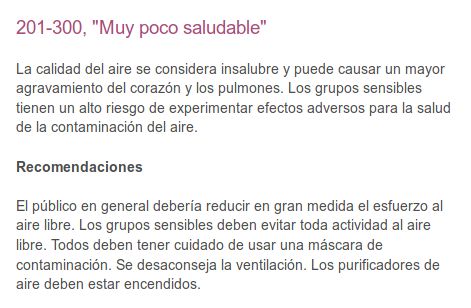 201-300, "Muy poco saludable"
La calidad del aire se considera insalubre y puede causar un mayor
agravamiento del corazón y los pulmones. Los grupos sensibles
tienen un alto riesgo de experimentar efectos adversos para la salud
de la contaminación del aire.
Recomendaciones
El público en general debería reducir en gran medida el esfuerzo al
aire libre. Los grupos sensibles deben evitar toda actividad al aire
libre. Todos deben tener cuidado de usar una máscara de
contaminación. Se desaconseja la ventilación. Los purificadores de
aire deben estar encendidos.